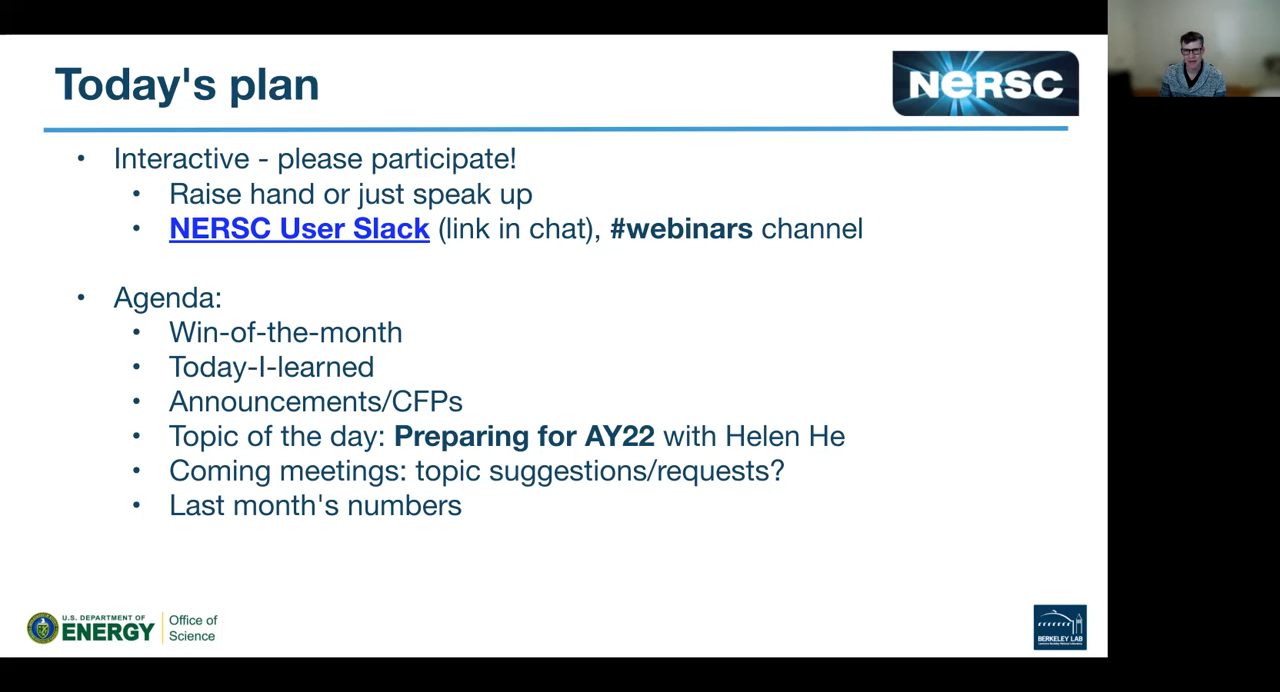 Today's plan
NERSC
• Interactive - please participate!
• Raise hand or just speak up
• NERSC User Slack (link in chat), #webinars channel
• Agenda:
• Win-of-the-month
• Today-I-learned
• Announcements/CFPs
• Topic of the day: Preparing for AY22 with Helen He
• Coming meetings: topic suggestions/requests?
• Last month's numbers
U.S. DEPARTMENT OF
ENERGY
Office of
Science
BERKELEY LAB